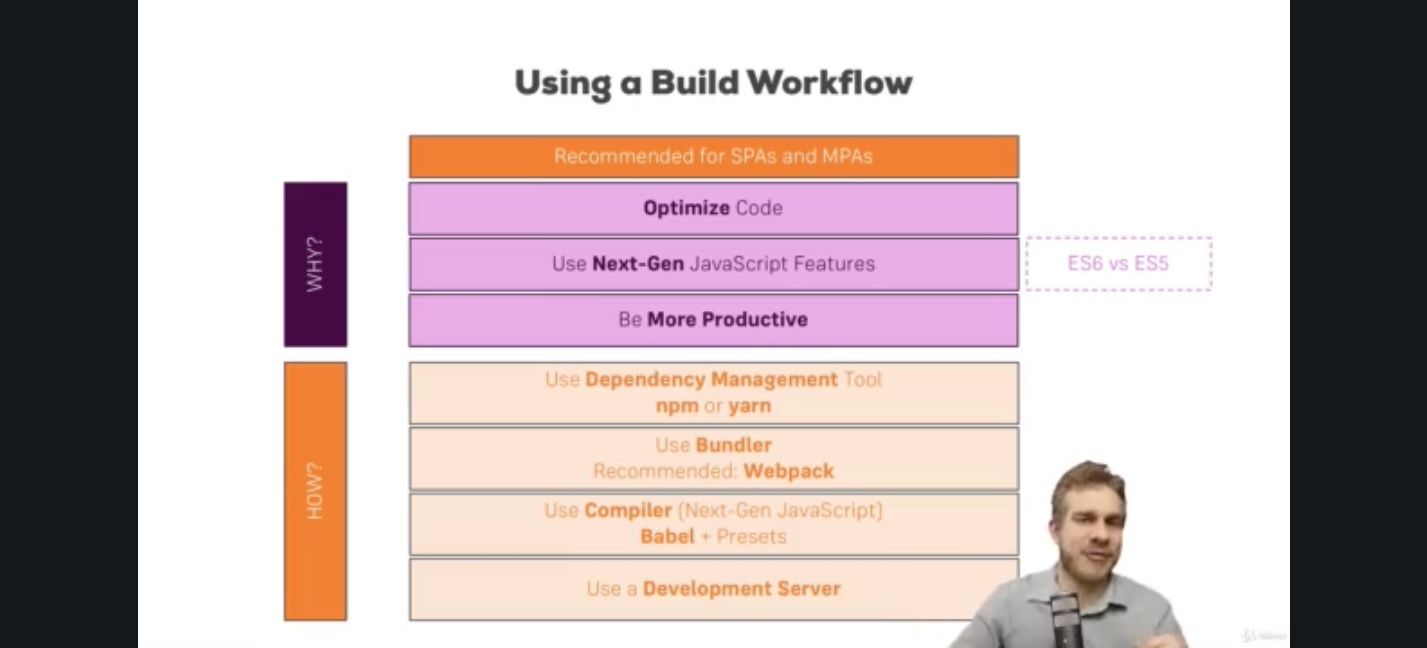 Using a Build Workflow
Recommended for SPAs and MPAs
WHY?
Optimize Code
Use Next-Gen JavaScript Features
ES6 vs ES5
Be More Productive
HOW?
Use Dependency Management Tool
npm or yarn
Use Bundler
Recommended: Webpack
Use Compiler (Next-Gen JavaScript)
Babel + Presets
Use a Development Server